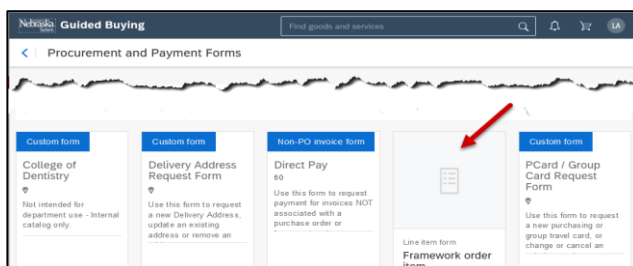 Nebraska Guided Buying
System
Find goods and services
LA
Procurement and Payment Forms
Custom form
College of
Dentistry
Not intended for
department use - Internal
catalog only.
Custom form
Delivery Address
Request Form
Use this form to request
a new Delivery Address,
update an existing
address or remove an
Non-PO invoice form
Direct Pay
60
Use this form to request
payment for invoices NOT
associated with a
purchase order or
Line item form
Framework order
item
Custom form
PCard / Group
Card Request
Form
Use this form to request
a new purchasing or
group travel card, or
change or cancel an